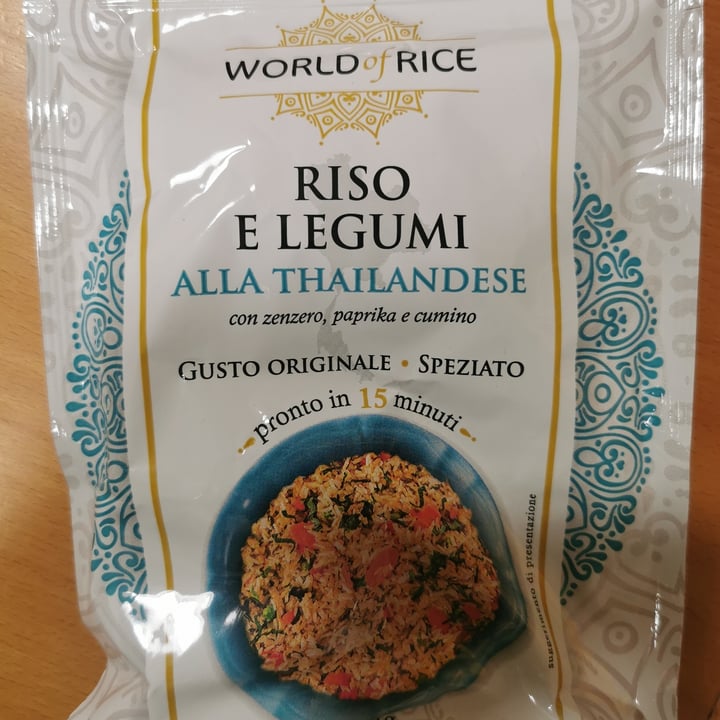 WORLD of RICE
RISO
E LEGUMI
ALLA THAILANDESE
con zenzero, paprika e cumino
GUSTO ORIGINALE • SPEZIATO
pronto in 15 minuti
suggerimento di presentazione